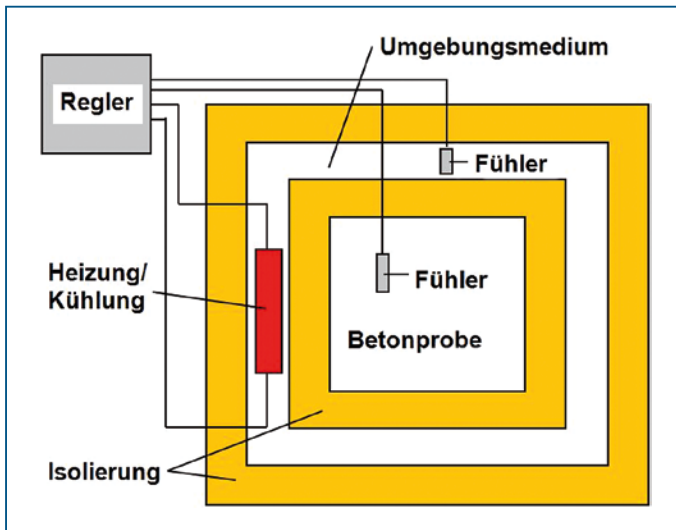 Umgebungsmedium
Regler
Fühler
Heizung/
Kühlung
Fühler
Betonprobe
Isolierung